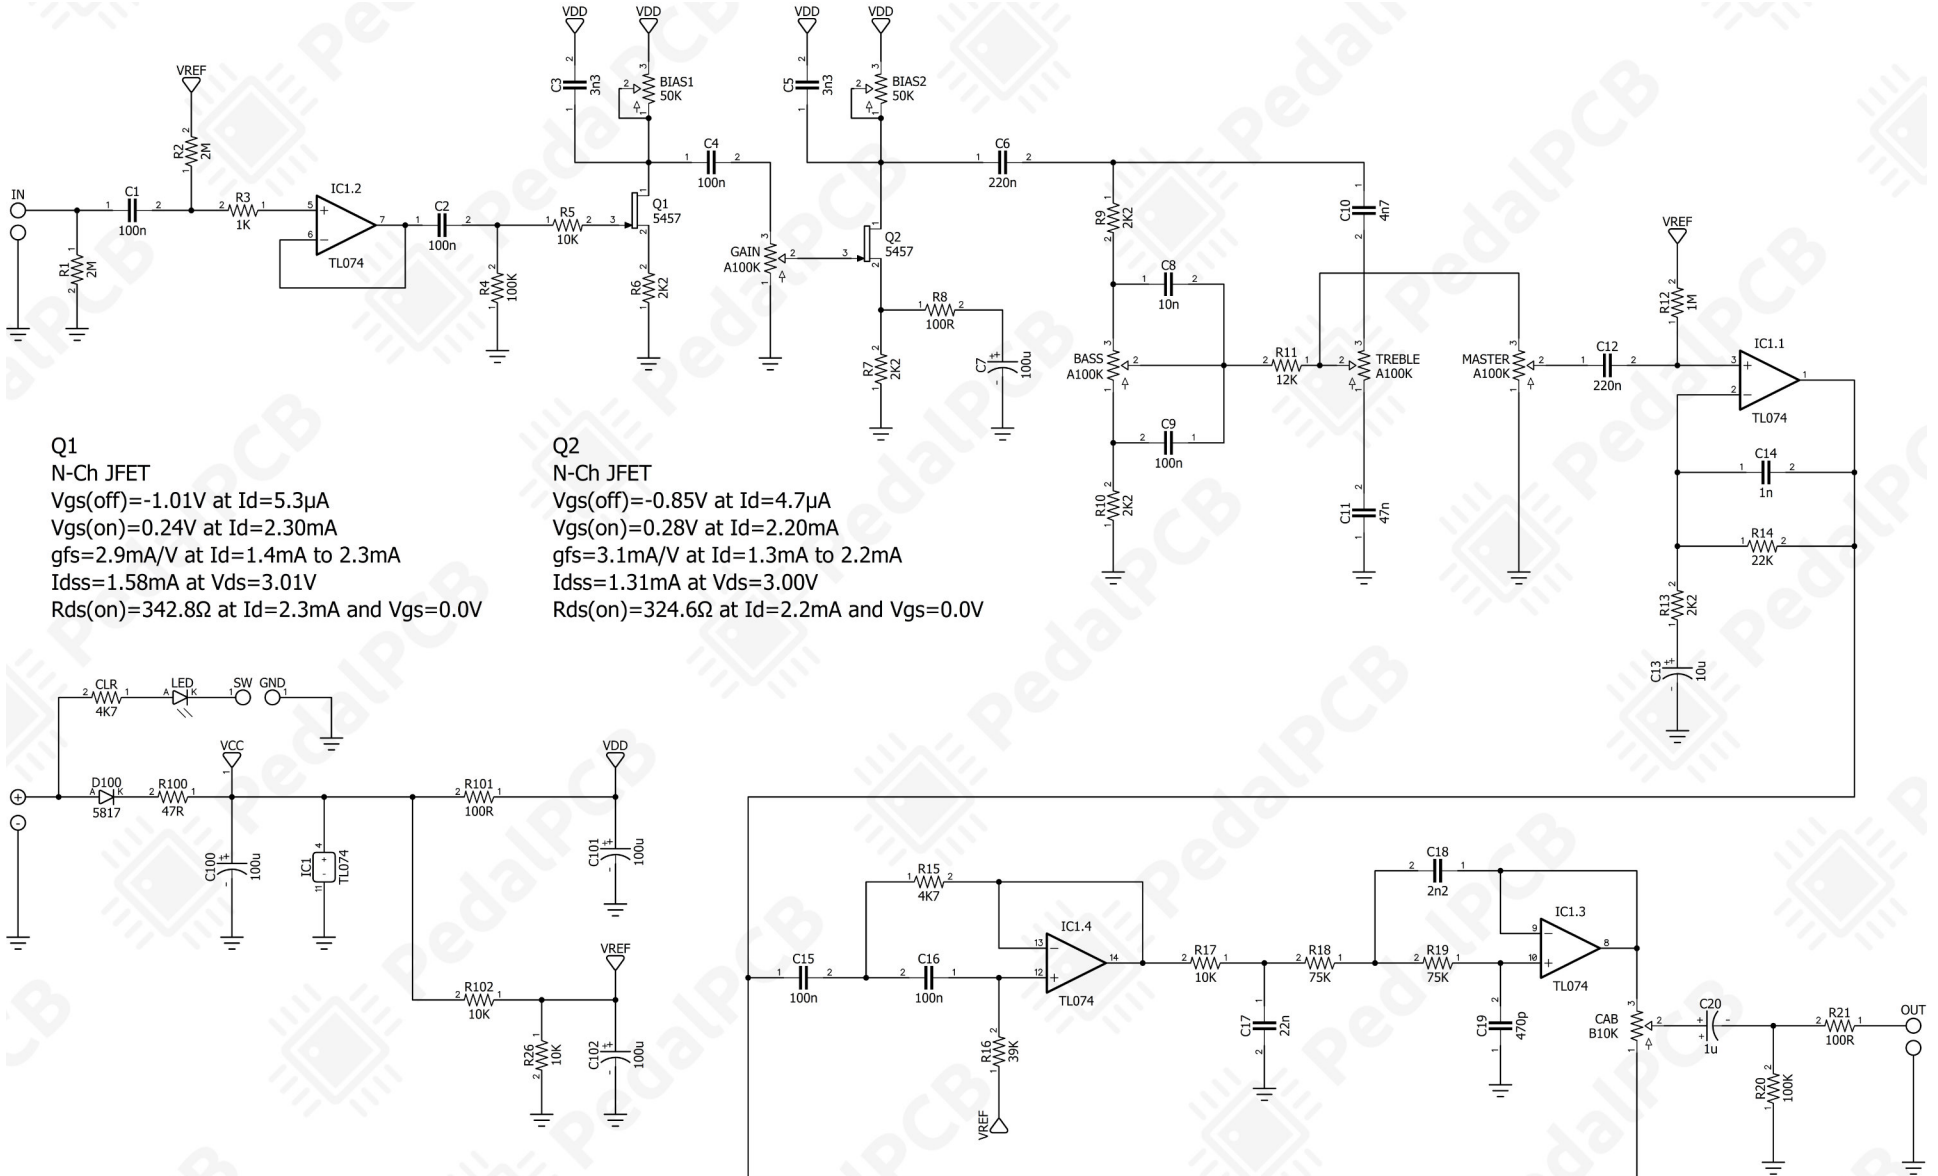 VDD
VDD
VDD
VDD
VREF
VREF
IN
C1
100n
R1
2M
R2
2M
R3
1K
IC1.2
TL074
C2
100n
R4
100K
R5
10K
C3
3n3
BIAS1
50K
Q1
5457
R6
2K2
C4
100n
GAIN
A100K
C5
3n3
BIAS2
50K
Q2
5457
R7
2K2
R8
100R
C7
100u
C6
220n
R9
2K2
C8
10n
BASS
A100K
C9
100n
R10
2K2
R11
12K
C10
4n7
TREBLE
A100K
C11
47n
MASTER
A100K
C12
220n
R12
1M
IC1.1
TL074
C14
1n
R14
22K
R13
2K2
C13
10u
Q1
N-Ch JFET
Vgs(off)=-1.01V at Id=5.3µA
Vgs(on)=0.24V at Id=2.30mA
gfs=2.9mA/V at Id=1.4mA to 2.3mA
Idss=1.58mA at Vds=3.01V
Rds(on)=342.8Ω at Id=2.3mA and Vgs=0.0V
Q2
N-Ch JFET
Vgs(off)=-0.85V at Id=4.7µA
Vgs(on)=0.28V at Id=2.20mA
gfs=3.1mA/V at Id=1.3mA to 2.2mA
Idss=1.31mA at Vds=3.00V
Rds(on)=324.6Ω at Id=2.2mA and Vgs=0.0V
CLR
4K7
LED
SW
GND
D100
5817
R100
47R
VCC
C100
100u
IC1
TL074
R101
100R
VDD
C101
100u
R102
10K
R26
10K
VREF
C102
100u
C15
100n
R15
4K7
C16
100n
R16
39K
VREF
IC1.4
TL074
R17
10K
C17
22n
R18
75K
C18
2n2
R19
75K
C19
470p
IC1.3
TL074
CAB
B10K
C20
1u
R20
100K
R21
100R
OUT
PedalPCB